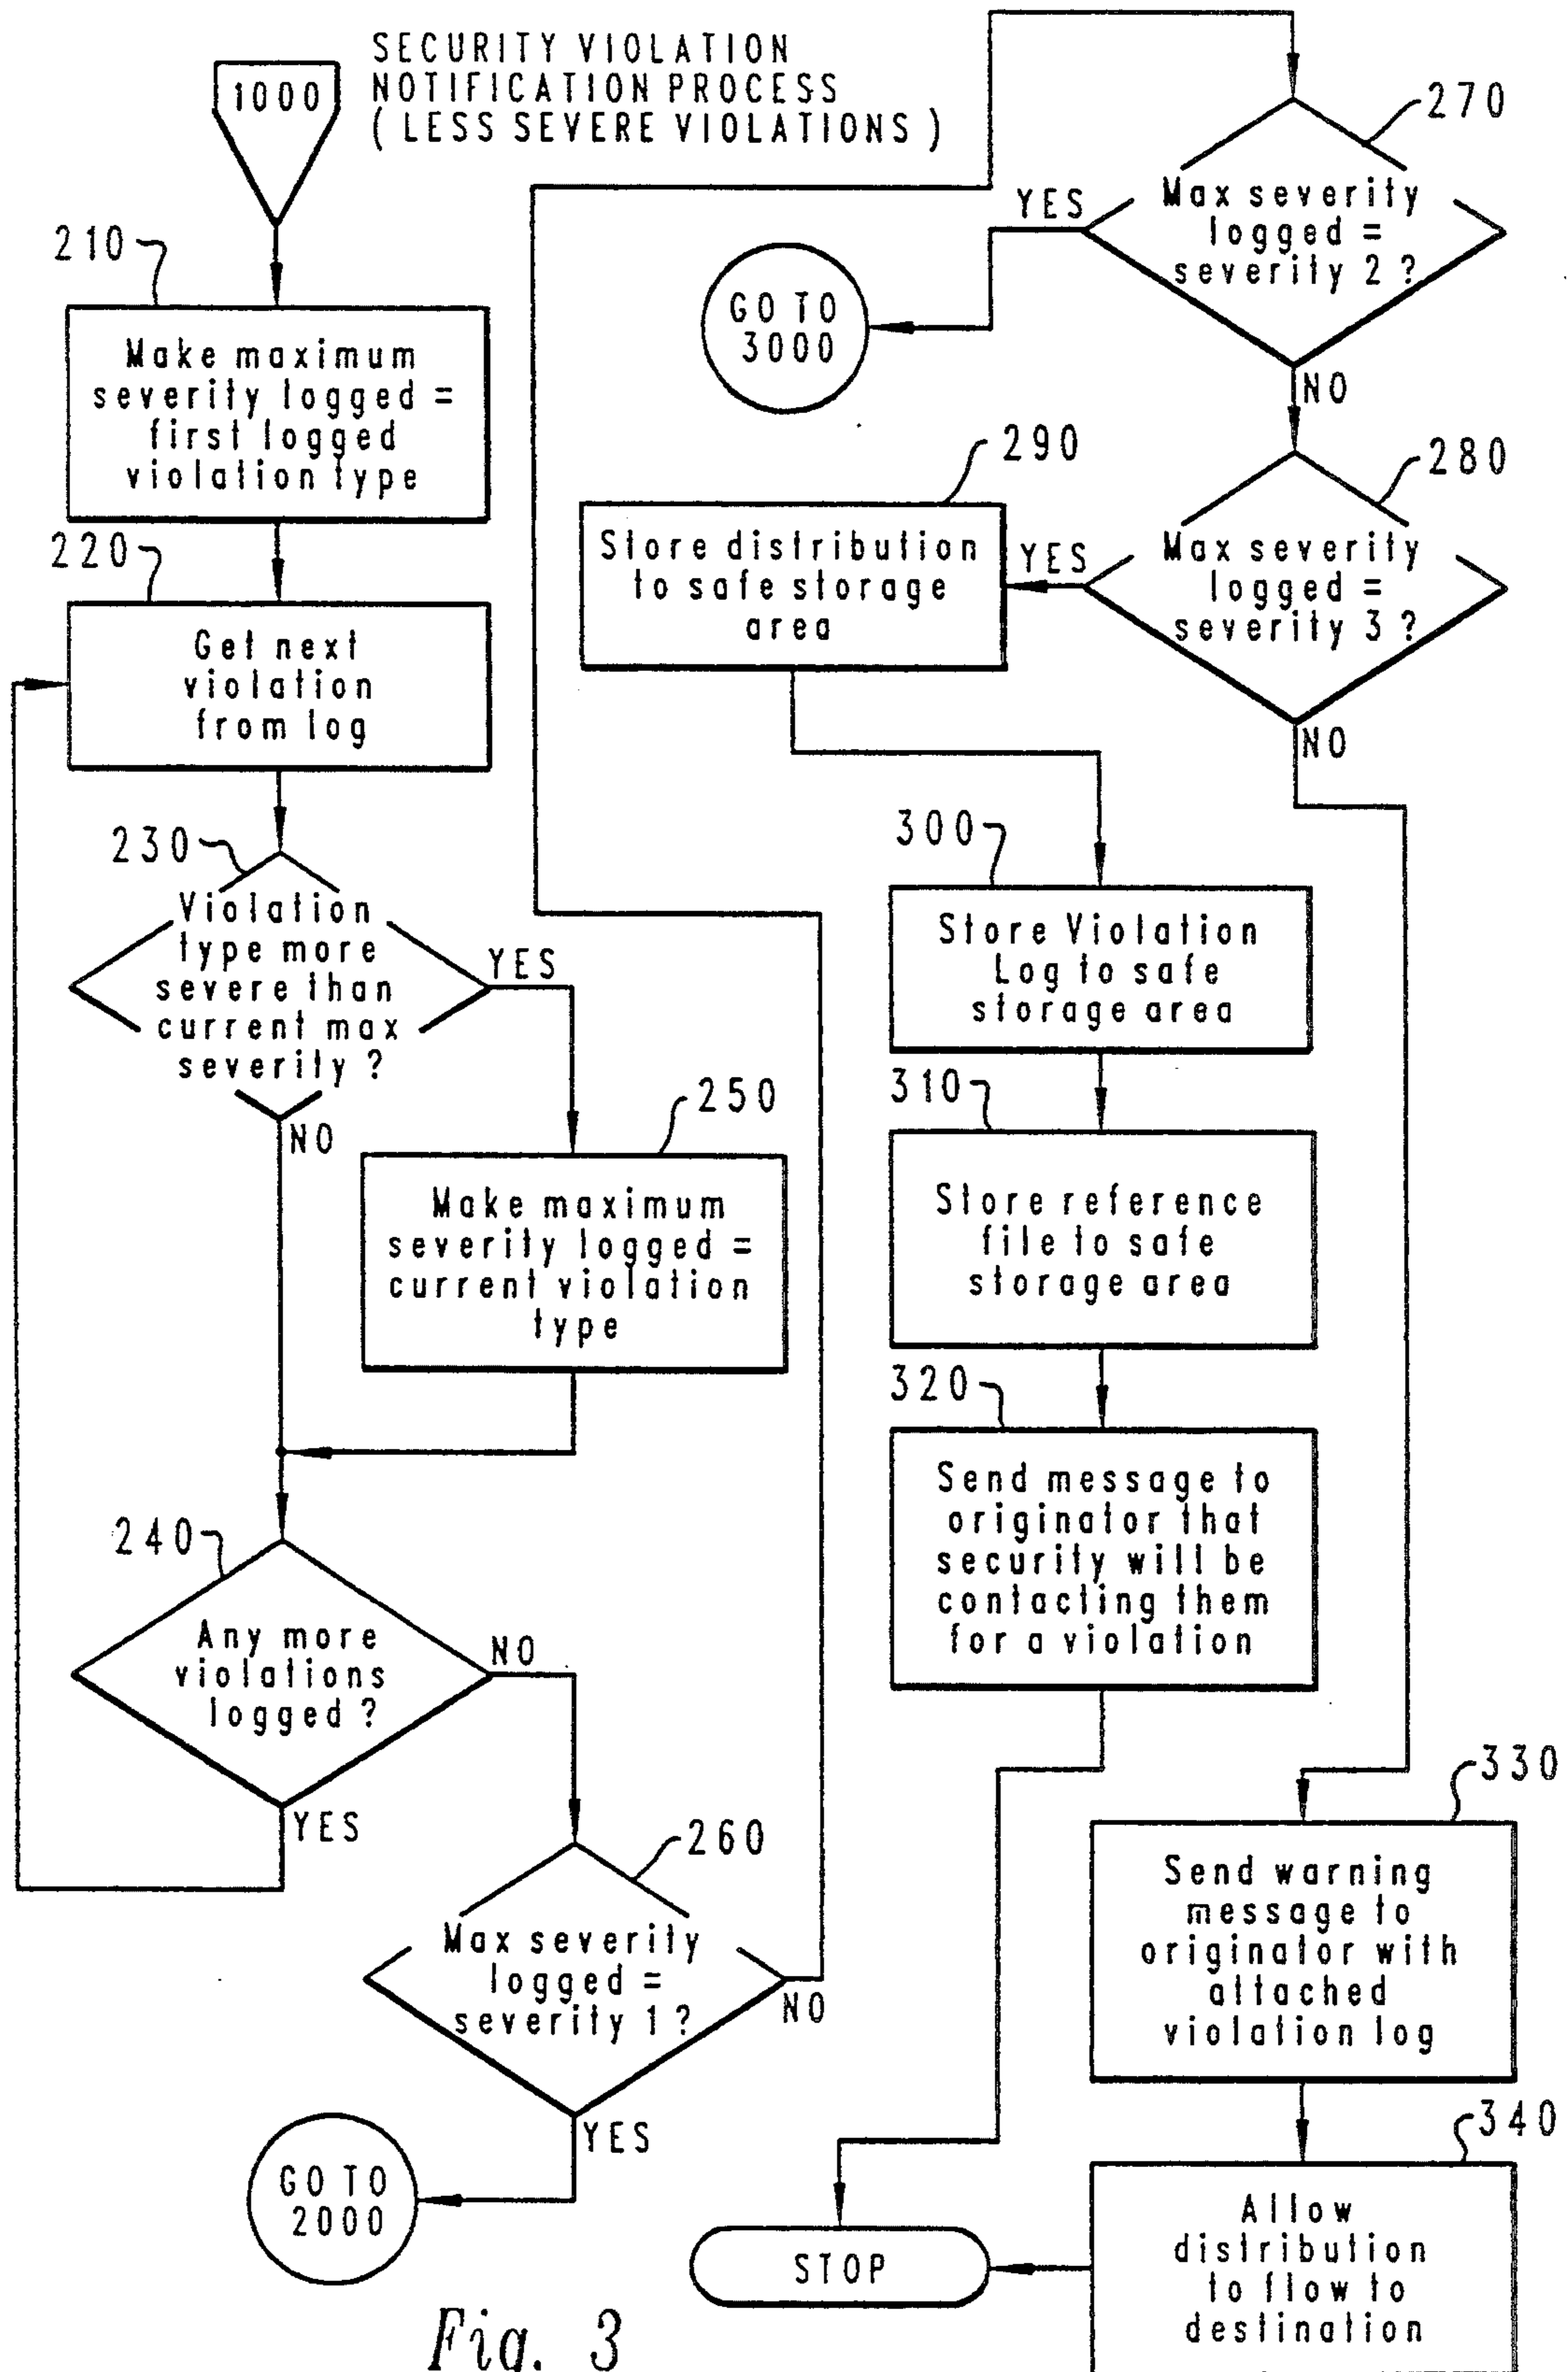 SECURITY VIOLATION
NOTIFICATION PROCESS
( LESS SEVERE VIOLATIONS )
1000
210
Make maximum
severity logged =
first logged
violation type
220
Get next
violation
from log
230
Violation
type more
severe than
current max
severity ?
YES
NO
250
Make maximum
severity logged =
current violation
type
240
Any more
violations
logged ?
NO
YES
260
Max severity
logged =
severity 1 ?
NO
YES
GO TO
2000
270
Max severity
logged =
severity 2 ?
YES
NO
GO TO
3000
280
Max severity
logged =
severity 3 ?
YES
NO
290
Store distribution
to safe storage
area
300
Store Violation
Log to safe
storage area
310
Store reference
file to safe
storage area
320
Send message to
originator that
security will be
contacting them
for a violation
330
Send warning
message to
originator with
attached
violation log
340
Allow
distribution
to flow to
destination
STOP
Fig. 3